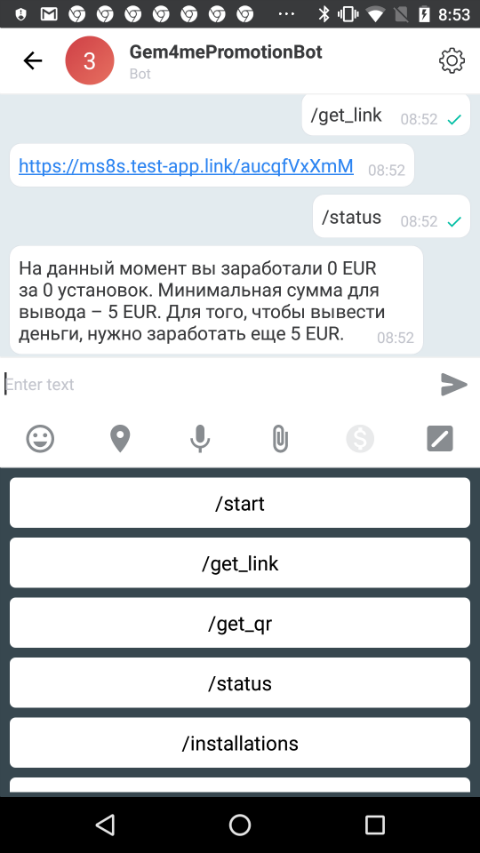 8:53
3
Gem4mePromotionBot
Bot
/get_link 08:52
https://ms8s.test-app.link/aucqfVxXmM 08:52
/status 08:52
На данный момент вы заработали 0 EUR
за 0 установок. Минимальная сумма для
вывода – 5 EUR. Для того, чтобы вывести
деньги, нужно заработать еще 5 EUR. 08:52
Enter text
/start
/get_link
/get_qr
/status
/installations